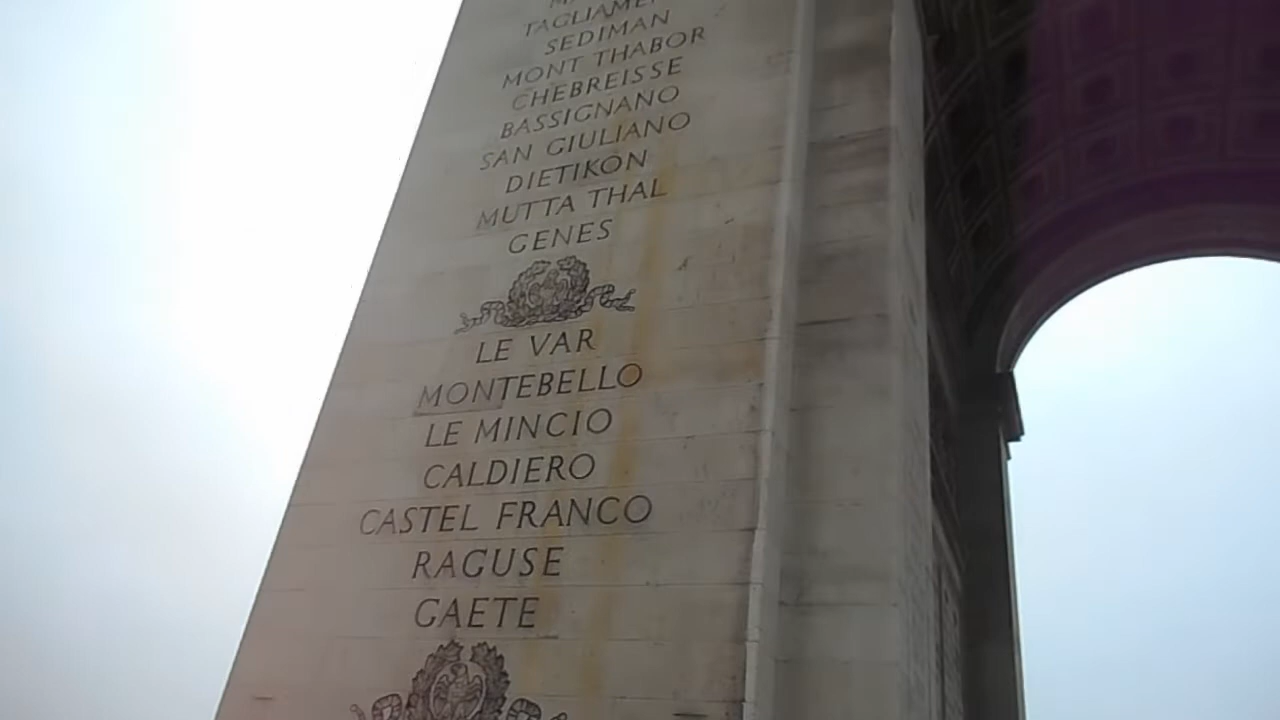 SEDIMAN
MONT THABOR
CHEBREISSE
BASSIGNANO
SAN GIULIANO
DIETIKON
MUTTA THAL
GENES
LE VAR
MONTEBELLO
LE MINCIO
CALDIERO
CASTEL FRANCO
RAGUSE
GAETE